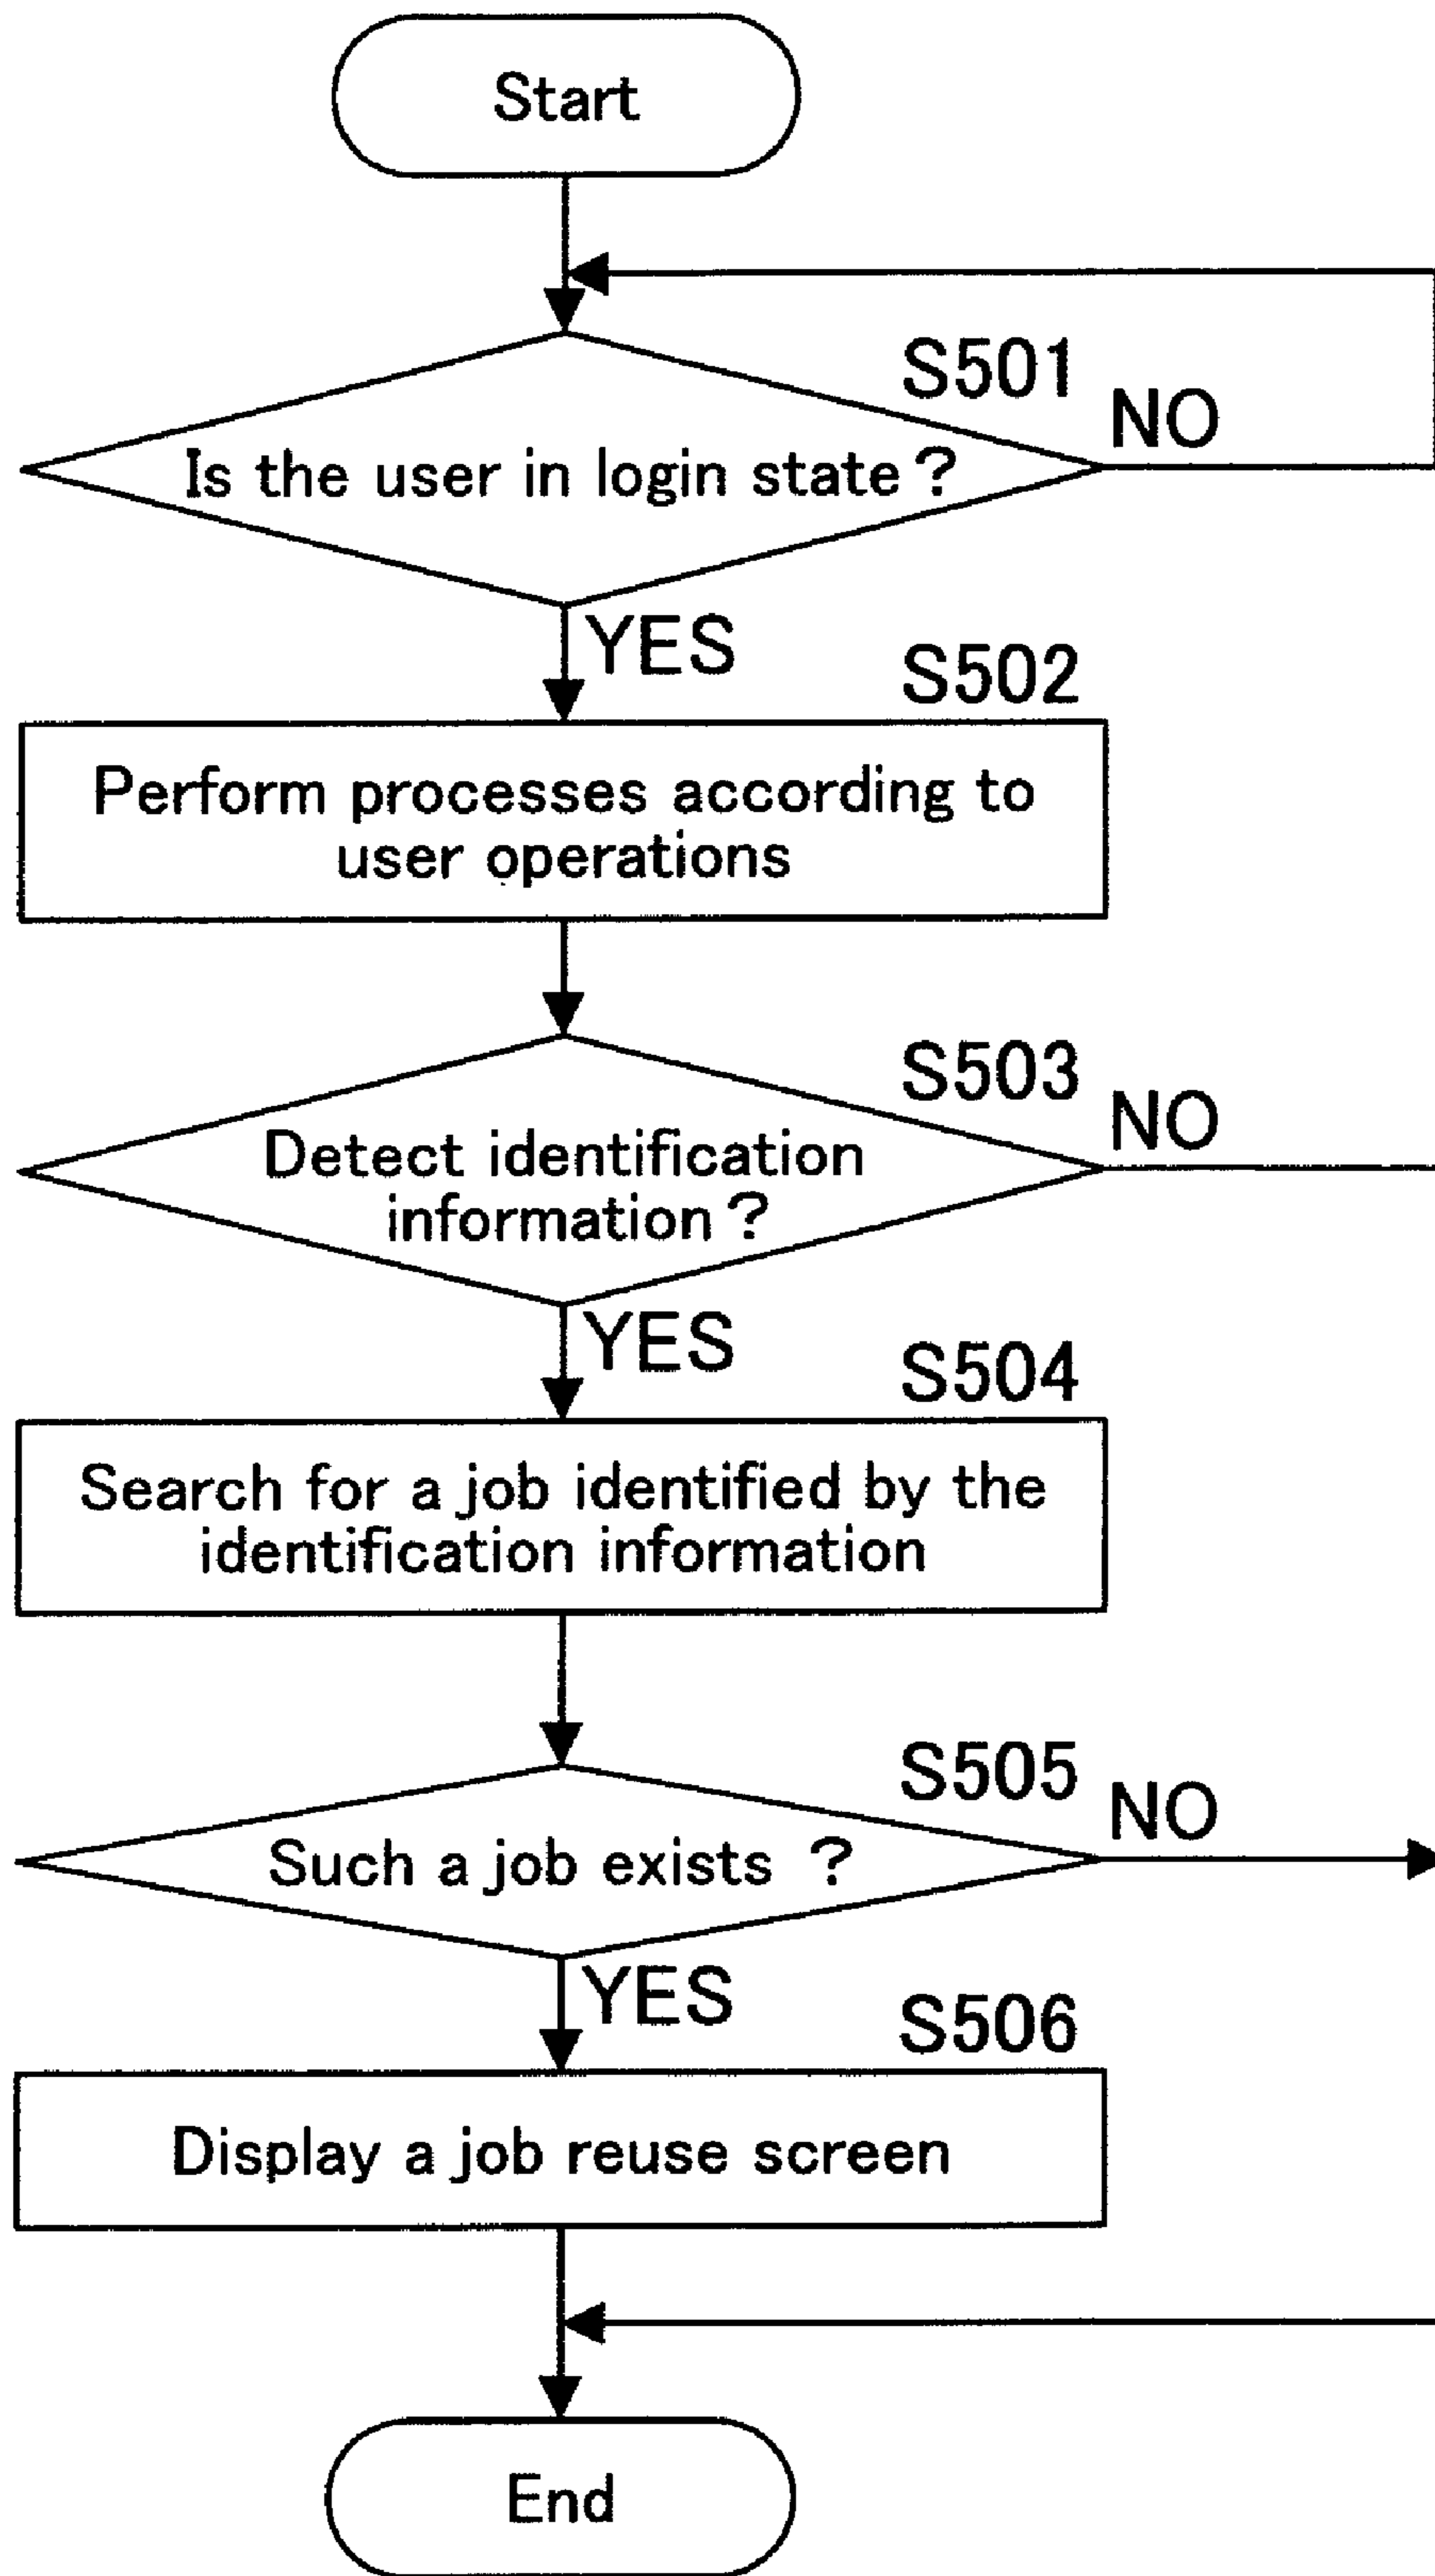 Start
S501
NO
Is the user in login state ?
YES
S502
Perform processes according to
user operations
S503
NO
Detect identification
information ?
YES
S504
Search for a job identified by the
identification information
S505
NO
Such a job exists ?
YES
S506
Display a job reuse screen
End